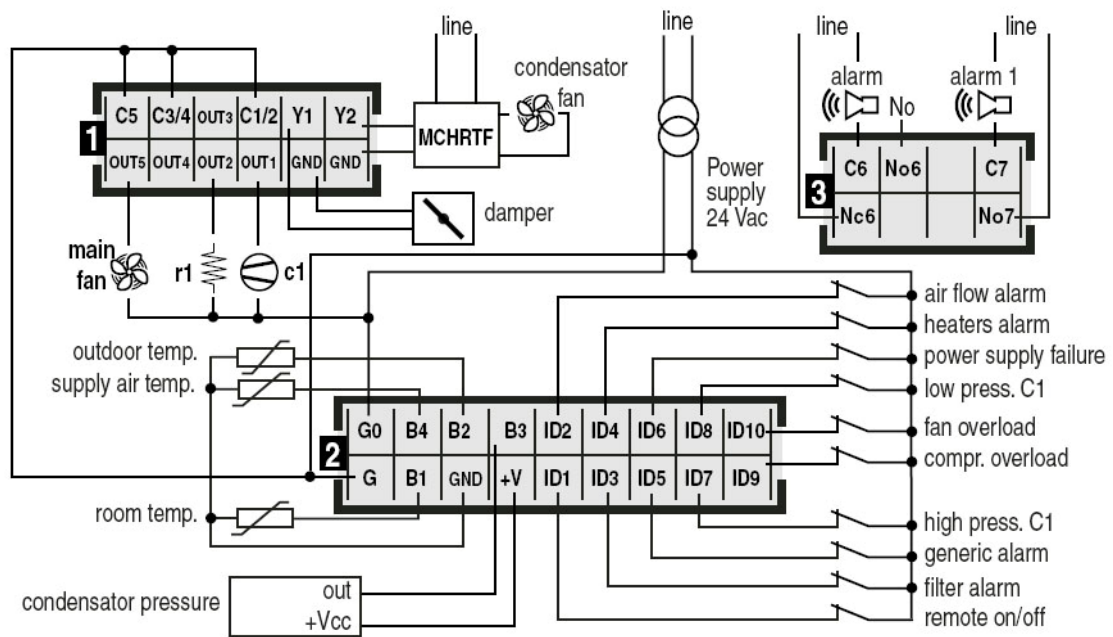 line
line
line
line
condensator
fan
alarm
No
alarm 1
C5 C3/4 OUT3 C1/2 Y1 Y2
1
OUT5 OUT4 OUT2 OUT1 GND GND
MCHRTF
Power
supply
24 Vac
C6 No6 C7
3
Nc6 No7
damper
main
fan
r1
c1
outdoor temp.
supply air temp.
room temp.
G0 B4 B2 B3 ID2 ID4 ID6 ID8 ID10
2
G B1 GND +V ID1 ID3 ID5 ID7 ID9
air flow alarm
heaters alarm
power supply failure
low press. C1
fan overload
compr. overload
high press. C1
generic alarm
filter alarm
remote on/off
condensator pressure
out
+Vcc